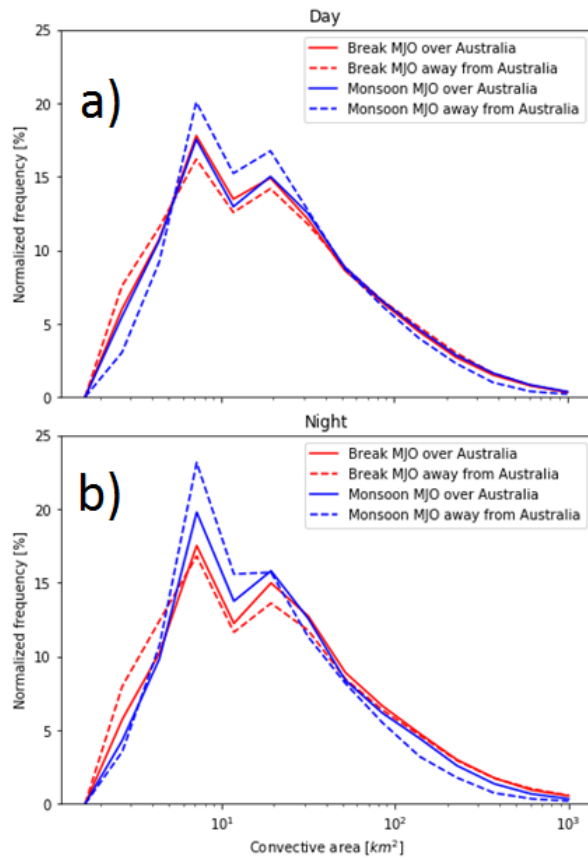 Day
25
20
15
10
5
0
Normalized frequency [%]
a)
Break MJO over Australia
Break MJO away from Australia
Monsoon MJO over Australia
Monsoon MJO away from Australia
Night
25
20
15
10
5
0
Normalized frequency [%]
b)
Break MJO over Australia
Break MJO away from Australia
Monsoon MJO over Australia
Monsoon MJO away from Australia
10¹ 10² 10³
Convective area [km²]